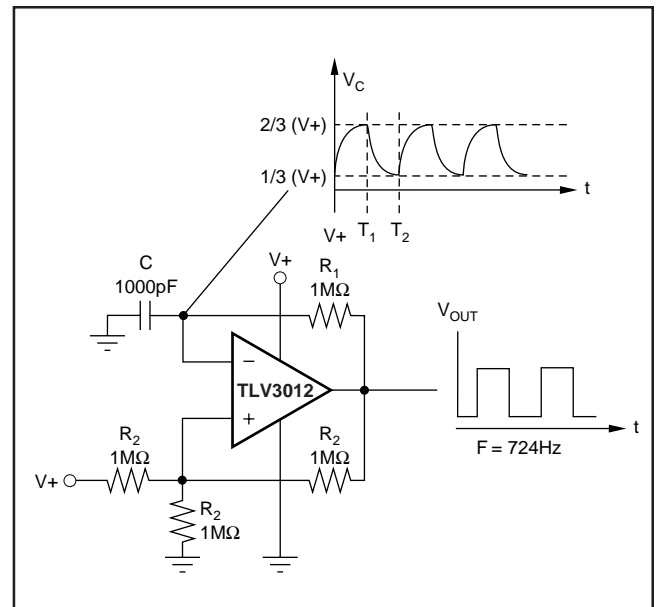 V_C
2/3 (V+)
1/3 (V+)
t
V+ T_1 T_2
C
1000pF
V+
R_1
1MΩ
V_OUT
TLV3012
−
+
R_2
1MΩ
R_2
1MΩ
V+
R_2
1MΩ
t
F = 724Hz